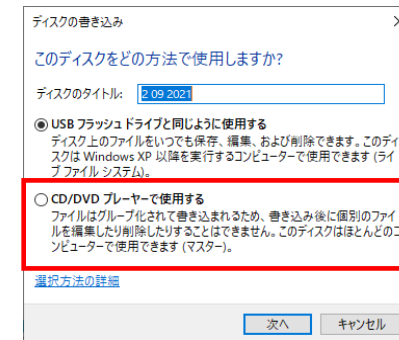 ディスクの書き込み
このディスクをどの方法で使用しますか?
ディスクのタイトル: 2 09 2021
USB フラッシュ ドライブと同じように使用する
ディスク上のファイルをいつでも保存、編集、および削除できます。このディ
スクは Windows XP 以降を実行するコンピューターで使用できます (ライ
ブ ファイル システム)。
CD/DVD プレーヤーで使用する
ファイルはグループ化されて書き込まれるため、書き込み後に個別のファイ
ルを編集したり削除したりすることはできません。このディスクはほとんどのコ
ンピューターで使用できます (マスター)。
選択方法の詳細
次へ キャンセル